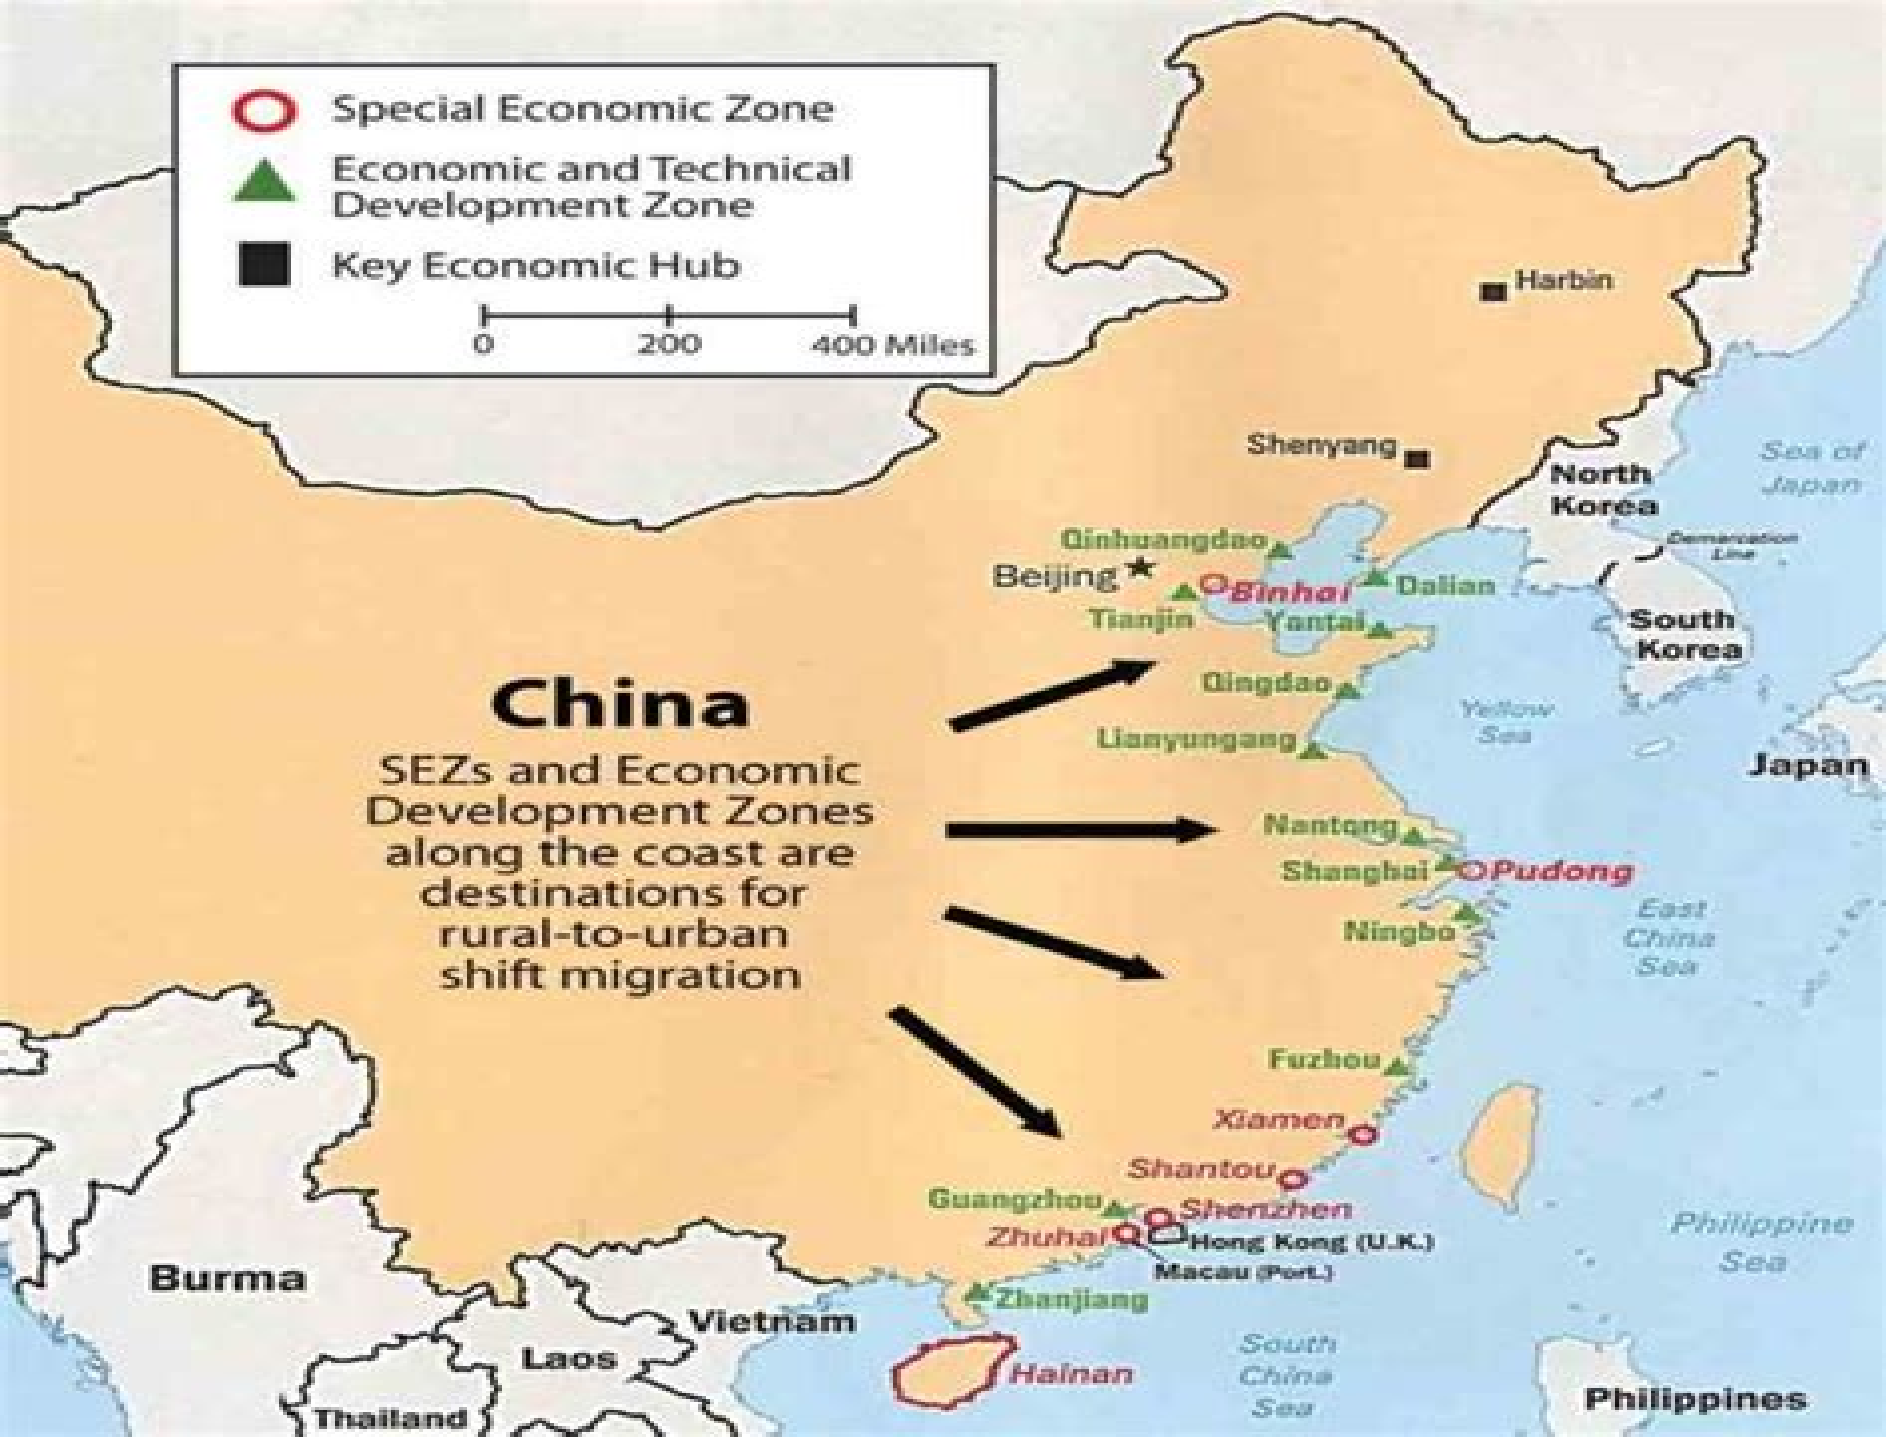 Special Economic Zone
Economic and Technical
Development Zone
Key Economic Hub
0 200 400 Miles
Harbin
Shenyang
North
Korea
Sea of
Japan
Demarcation
Line
Qinhuangdao
Beijing
Binhai
Dalian
Tianjin
Yantai
South
Korea
Qingdao
Yellow
Sea
Lianyungang
Japan
China
SEZs and Economic
Development Zones
along the coast are
destinations for
rural-to-urban
shift migration
Nantong
Shanghai
Pudong
Ningbo
East
China
Sea
Fuzhou
Xiamen
Shantou
Guangzhou
Shenzhen
Zhuhai
Hong Kong (U.K.)
Macau (Port.)
Philippine
Sea
Zhanjiang
Burma
Vietnam
Laos
Hainan
South
China
Sea
Thailand
Philippines